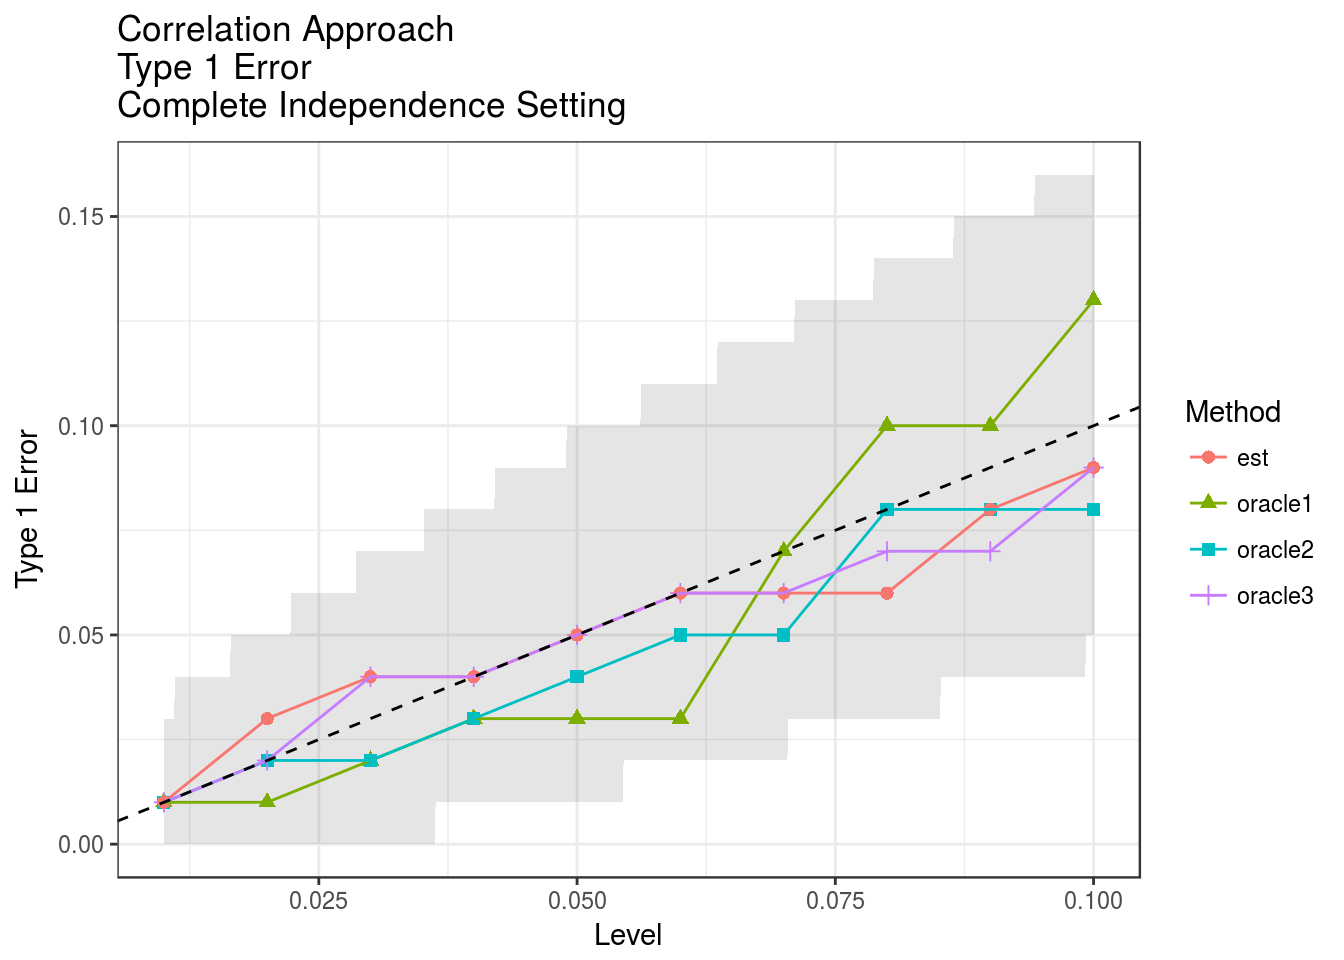 Correlation Approach
Type 1 Error
Complete Independence Setting
Type 1 Error
0.15
0.10
0.05
0.00
0.025
0.050
0.075
0.100
Level
Method
est
oracle1
oracle2
oracle3